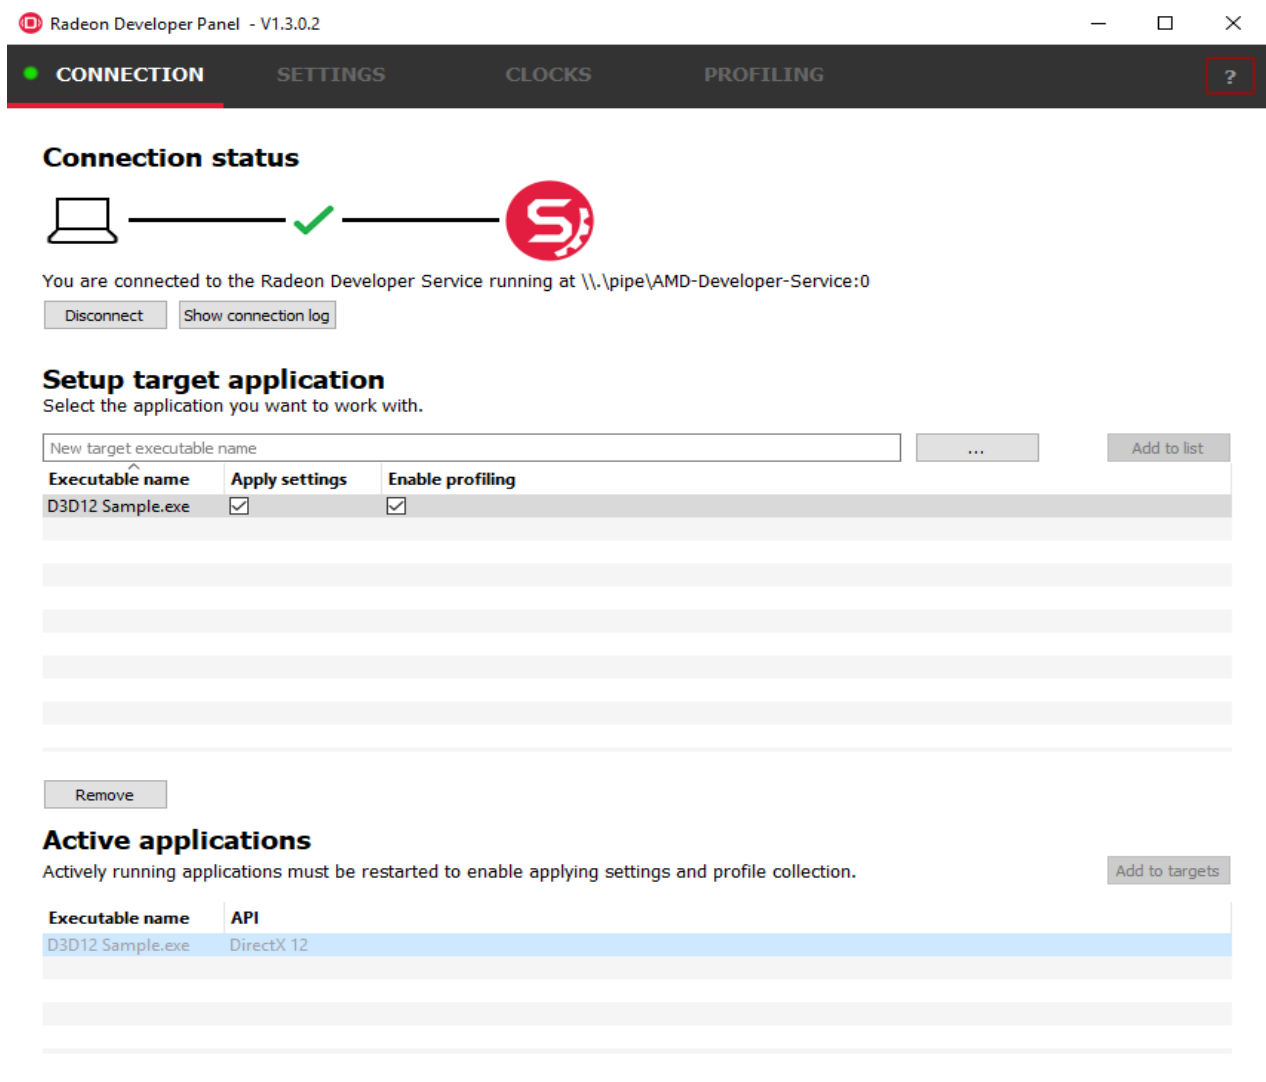 Radeon Developer Panel - V1.3.0.2
CONNECTION SETTINGS CLOCKS PROFILING ?
Connection status
You are connected to the Radeon Developer Service running at \\.\pipe\AMD-Developer-Service:0
Disconnect Show connection log
Setup target application
Select the application you want to work with.
New target executable name ... Add to list
Executable name Apply settings Enable profiling
D3D12 Sample.exe
Remove
Active applications
Actively running applications must be restarted to enable applying settings and profile collection. Add to targets
Executable name API
D3D12 Sample.exe DirectX 12